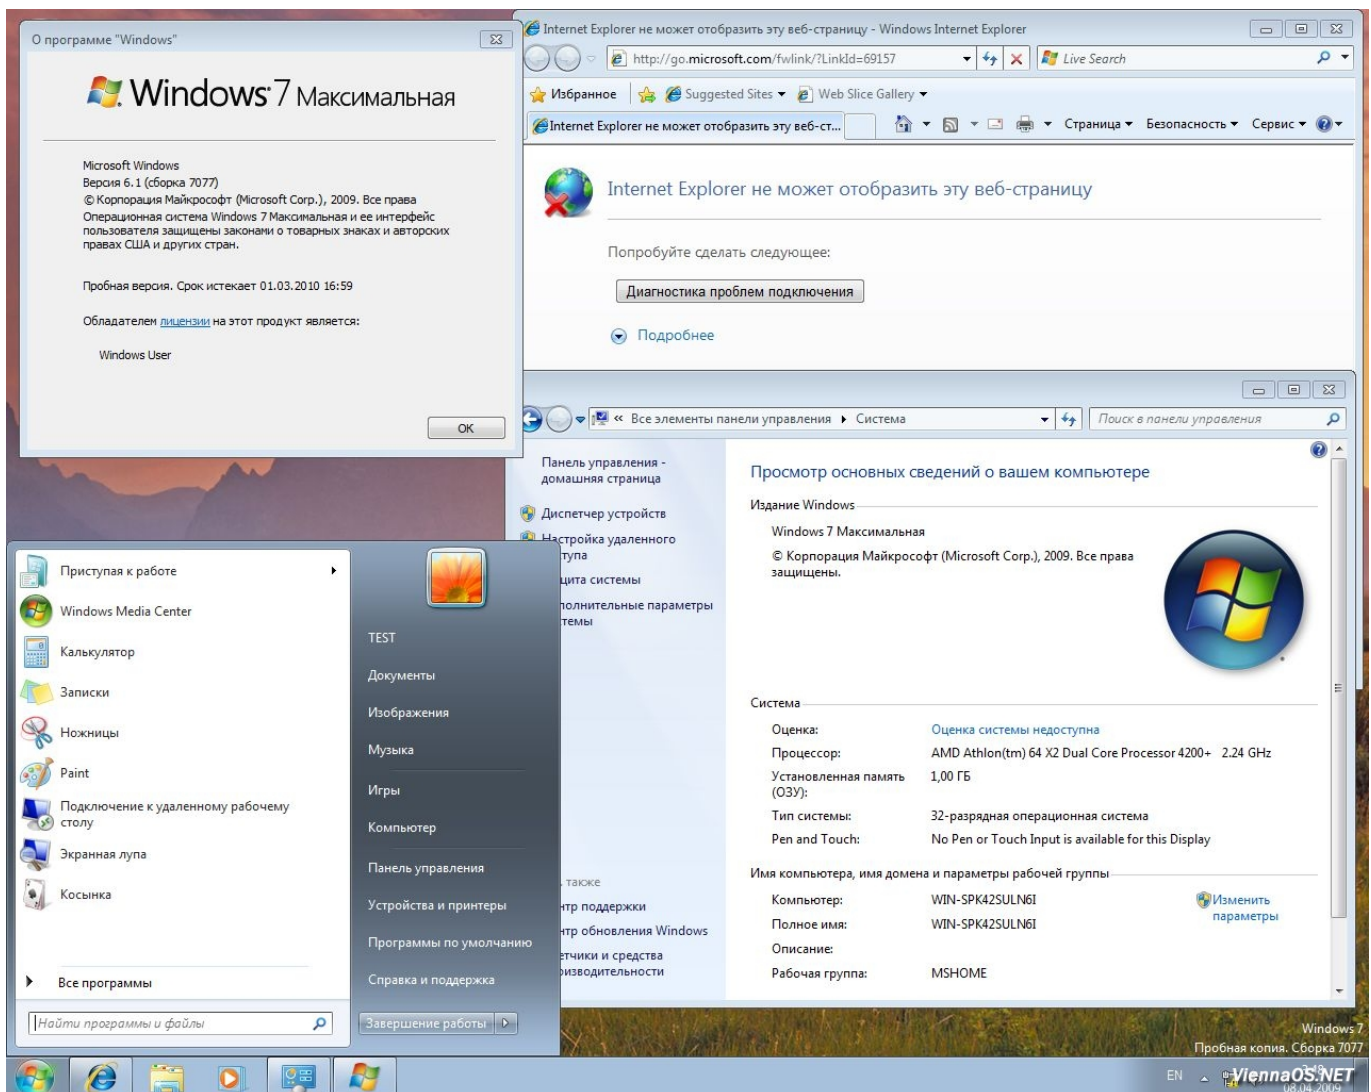 О программе "Windows"
Windows 7 Максимальная
Microsoft Windows
Версия 6.1 (сборка 7077)
© Корпорация Майкрософт (Microsoft Corp.), 2009. Все права
Операционная система Windows 7 Максимальная и ее интерфейс
пользователя защищены законами о товарных знаках и авторских
правах США и других стран.
Пробная версия. Срок истекает 01.03.2010 16:59
Обладателем лицензии на этот продукт является:
Windows User
ОК
Internet Explorer не может отобразить эту веб-страницу - Windows Internet Explorer
http://go.microsoft.com/fwlink/?LinkId=69157
Live Search
Избранное
Suggested Sites
Web Slice Gallery
Internet Explorer не может отобразить эту веб-ст...
Страница
Безопасность
Сервис
Internet Explorer не может отобразить эту веб-страницу
Попробуйте сделать следующее:
Диагностика проблем подключения
Подробнее
« Все элементы панели управления
Система
Поиск в панели управления
Панель управления -
домашняя страница
Диспетчер устройств
Настройка удаленного
системы
параметры
Просмотр основных сведений о вашем компьютере
Издание Windows
Windows 7 Максимальная
© Корпорация Майкрософт (Microsoft Corp.), 2009. Все права
защищены.
Система
Оценка:
Оценка системы недоступна
Процессор:
AMD Athlon(tm) 64 X2 Dual Core Processor 4200+ 2.24 GHz
Установленная память
(ОЗУ):
1,00 ГБ
Тип системы:
32-разрядная операционная система
Pen and Touch:
No Pen or Touch Input is available for this Display
Имя компьютера, имя домена и параметры рабочей группы
Компьютер:
WIN-SPK42SULN6I
Изменить
параметры
Полное имя:
WIN-SPK42SULN6I
Описание:
Рабочая группа:
MSHOME
также
поддержки
обновления Windows
и средства
Приступая к работе
Windows Media Center
Калькулятор
Записки
Ножницы
Paint
Подключение к удаленному рабочему
столу
Экранная лупа
Косынка
Все программы
Найти программы и файлы
TEST
Документы
Изображения
Музыка
Игры
Компьютер
Панель управления
Устройства и принтеры
Программы по умолчанию
Справка и поддержка
Завершение работы
Windows 7
Пробная копия. Сборка 7077
EN
ViennaOS.NET
08.04.2009